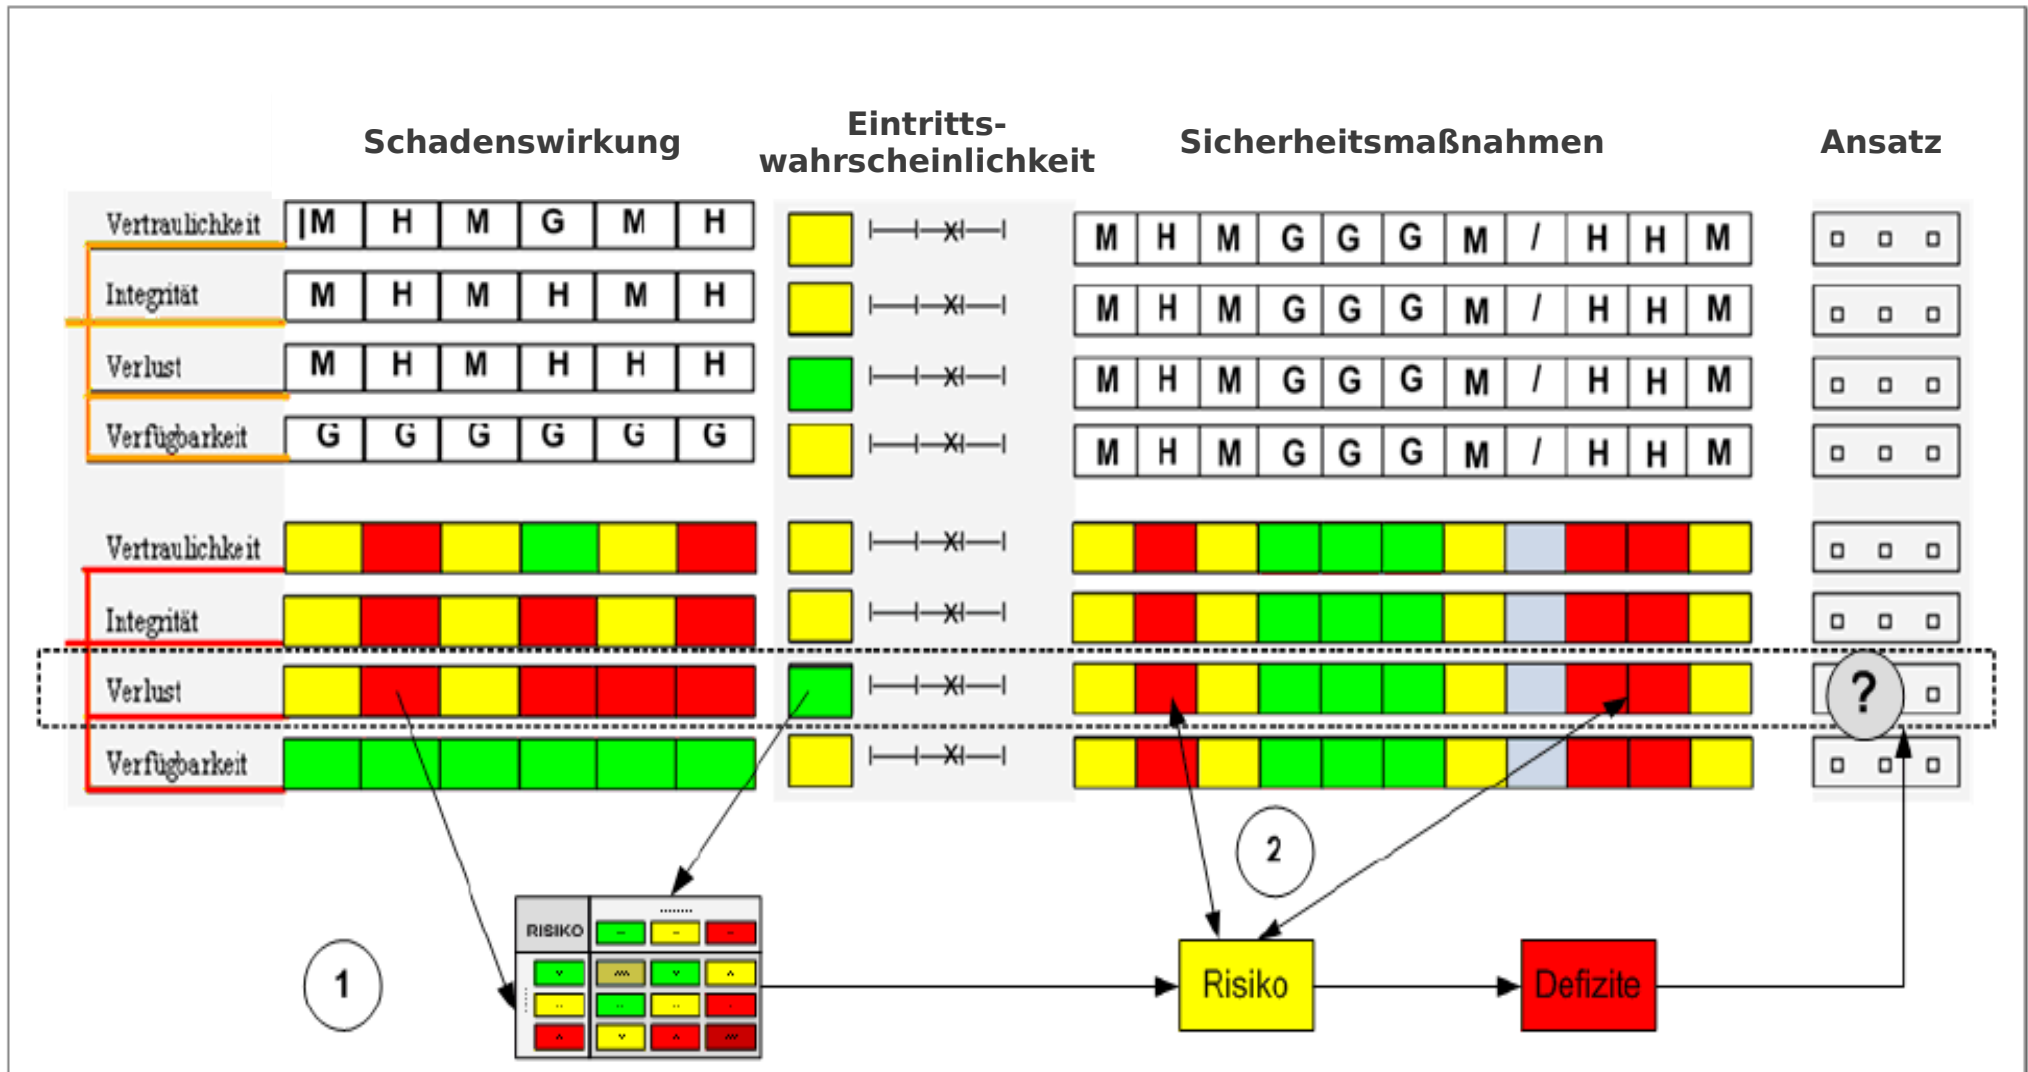 Schadenswirkung
Eintritts-
wahrscheinlichkeit
Sicherheitsmaßnahmen
Ansatz
Vertraulichkeit |M H M G M H X M H M G G G M / H H M
Integrität M H M H M H X M H M G G G M / H H M
Verlust M H M H H H X M H M G G G M / H H M
Verfügbarkeit G G G G G G X M H M G G G M / H H M
Vertraulichkeit X
Integrität X
Verlust X ?
Verfügbarkeit X
2
RISIKO
1
Risiko
Defizite